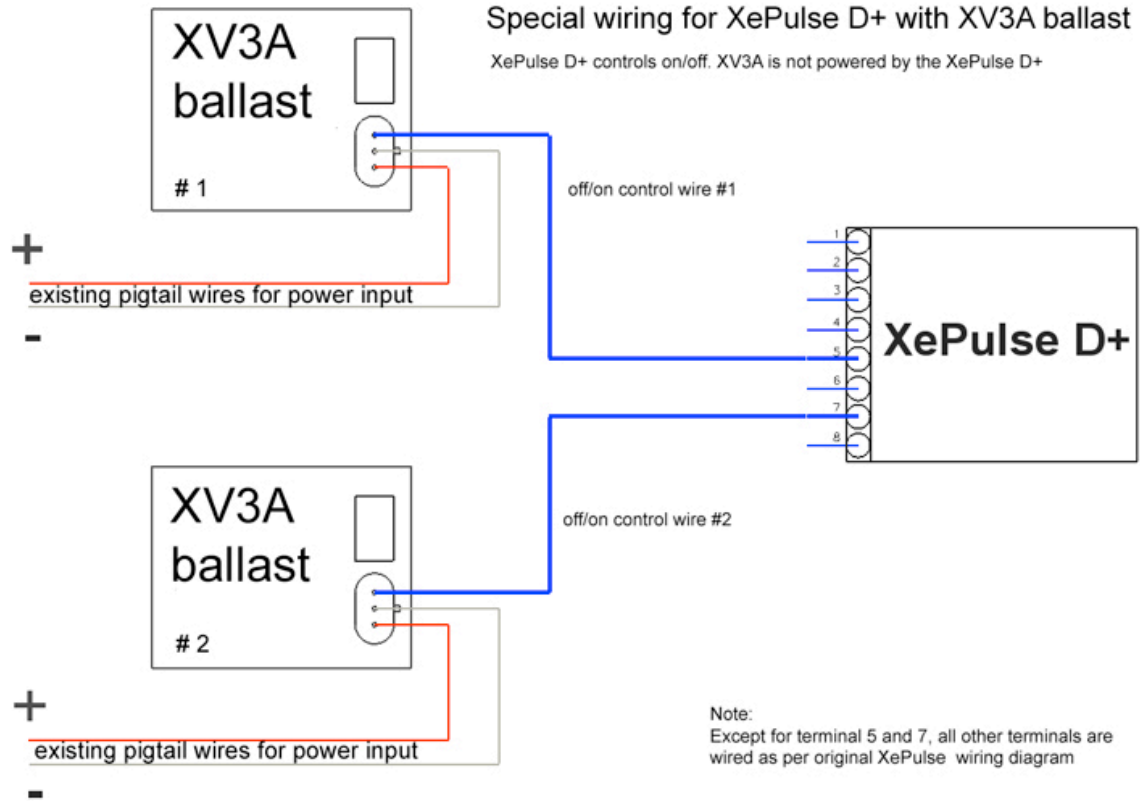 Special wiring for XePulse D+ with XV3A ballast
XePulse D+ controls on/off. XV3A is not powered by the XePulse D+
XV3A
ballast
# 1
off/on control wire #1
+
existing pigtail wires for power input
-
1
2
3
4
5
6
7
8
XePulse D+
XV3A
ballast
# 2
off/on control wire #2
+
existing pigtail wires for power input
-
Note:
Except for terminal 5 and 7, all other terminals are
wired as per original XePulse wiring diagram